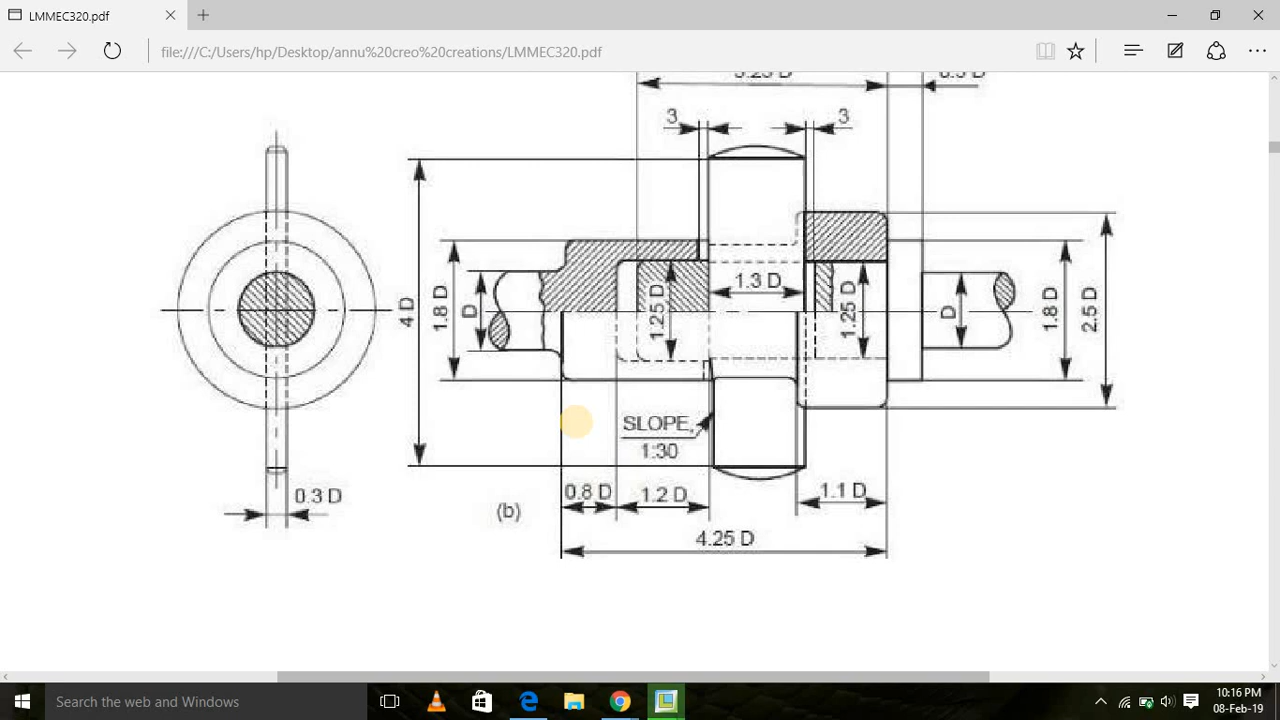 LMMEC320.pdf
file:///C:/Users/hp/Desktop/annu%20creo%20creations/LMMEC320.pdf
3
3
4 D
1.8 D
D
1.25 D
1.3 D
1.25 D
D
1.8 D
2.5 D
SLOPE,
1:30
0.3 D
(b)
0.8 D
1.2 D
1.1 D
4.25 D
Search the web and Windows
10:16 PM
08-Feb-19